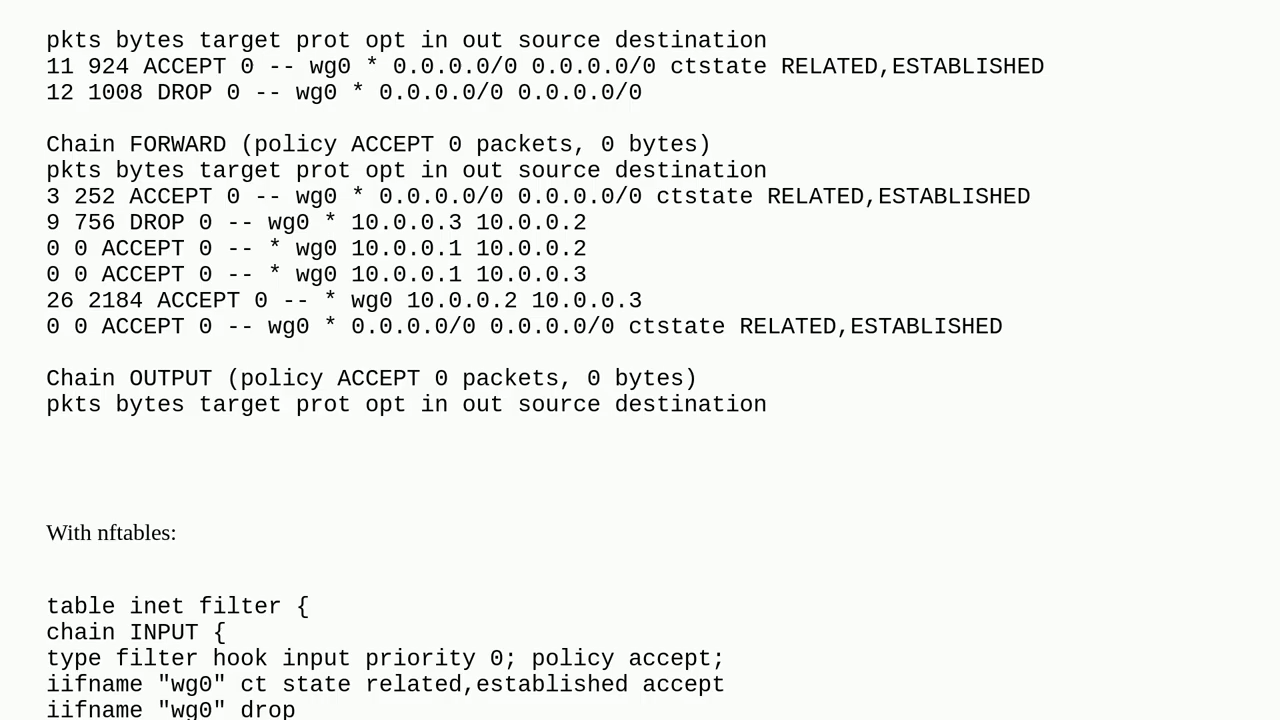 pkts bytes target prot opt in out source destination
11 924 ACCEPT 0 -- wg0 * 0.0.0.0/0 0.0.0.0/0 ctstate RELATED,ESTABLISHED
12 1008 DROP 0 -- wg0 * 0.0.0.0/0 0.0.0.0/0
Chain FORWARD (policy ACCEPT 0 packets, 0 bytes)
pkts bytes target prot opt in out source destination
3 252 ACCEPT 0 -- wg0 * 0.0.0.0/0 0.0.0.0/0 ctstate RELATED,ESTABLISHED
9 756 DROP 0 -- wg0 * 10.0.0.3 10.0.0.2
0 0 ACCEPT 0 -- * wg0 10.0.0.1 10.0.0.2
0 0 ACCEPT 0 -- * wg0 10.0.0.1 10.0.0.3
26 2184 ACCEPT 0 -- * wg0 10.0.0.2 10.0.0.3
0 0 ACCEPT 0 -- wg0 * 0.0.0.0/0 0.0.0.0/0 ctstate RELATED,ESTABLISHED
Chain OUTPUT (policy ACCEPT 0 packets, 0 bytes)
pkts bytes target prot opt in out source destination
With nftables:
table inet filter {
chain INPUT {
type filter hook input priority 0; policy accept;
iifname "wg0" ct state related,established accept
iifname "wg0" drop